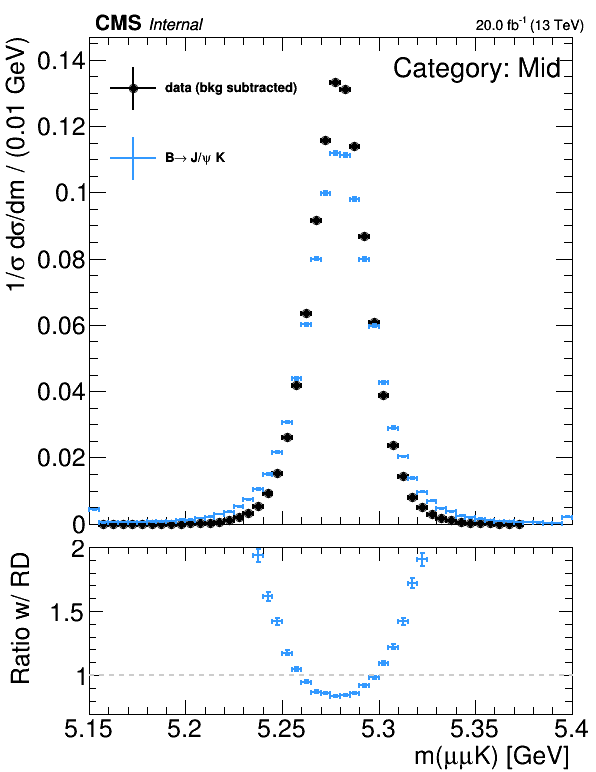 CMS Internal
20.0 fb⁻¹ (13 TeV)
1/σ dσ/dm / (0.01 GeV)
0.14
0.12
0.1
0.08
0.06
0.04
0.02
0
Category: Mid
data (bkg subtracted)
B→ J/ψ K
Ratio w/ RD
2
1.5
1
5.15 5.2 5.25 5.3 5.35 5.4
m(μμK) [GeV]